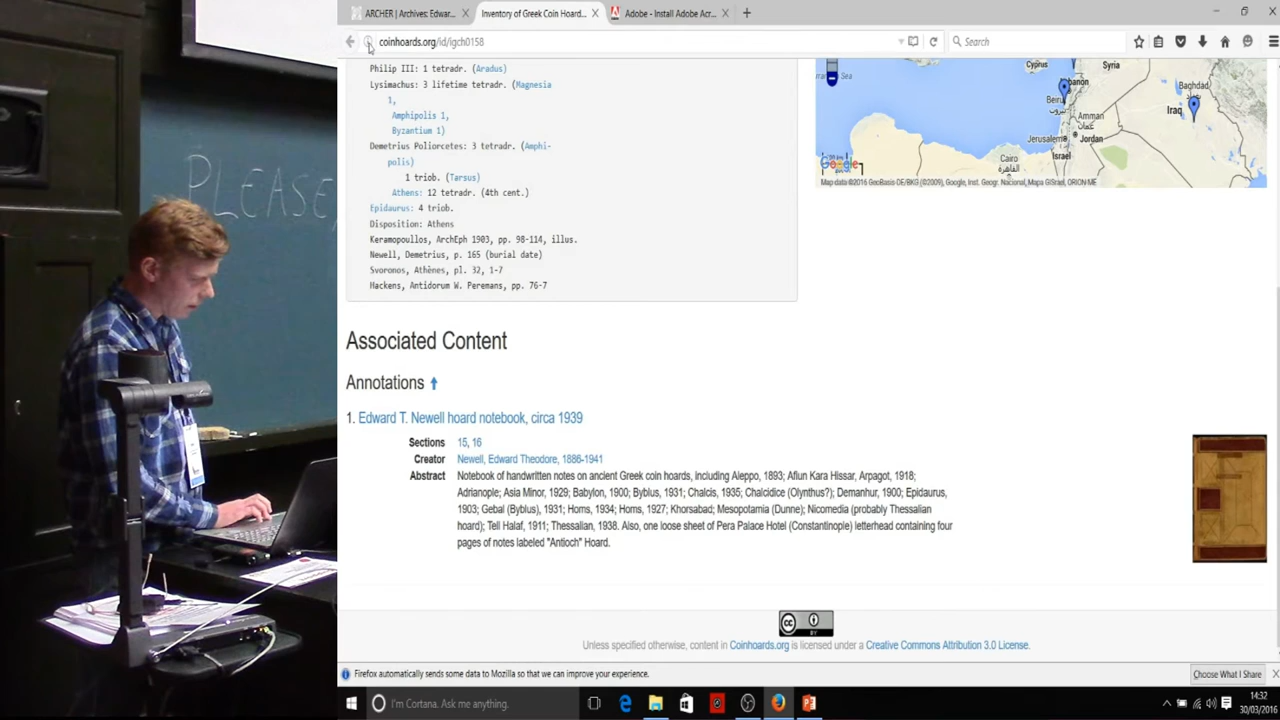 ARCHER | Archives: Edwar...
Inventory of Greek Coin Hoard...
Adobe - Install Adobe Acr...
coinhoards.org/id/igch0158
Search
PLEASE
Philip III: 1 tetradr. (Aradus)
Lysimachus: 3 lifetime tetradr. (Magnesia
1,
Amphipolis 1,
Byzantium 1)
Demetrius Poliorcetes: 3 tetradr. (Amphi-
polis)
1 triob. (Tarsus)
Athens: 12 tetradr. (4th cent.)
Epidaurus: 4 triob.
Disposition: Athens
Keramopoullos, ArchEph 1903, pp. 98-114, illus.
Newell, Demetrius, p. 165 (burial date)
Svoronos, Athènes, pl. 32, 1-7
Hackens, Antidorum W. Peremans, pp. 76-7
Cyprus
Syria
Beiru
بيروت
Baghdad
بغداد
Iraq
Amman
عمان
Jerusalem
Jordan
Israel
Cairo
القاهرة
Google
Map data ©2016 GeoBasis-DE/BKG (©2009), Google, Inst. Geogr. Nacional, Mapa GISrael, ORION-ME
Associated Content
Annotations
1. Edward T. Newell hoard notebook, circa 1939
Sections 15, 16
Creator Newell, Edward Theodore, 1886-1941
Abstract Notebook of handwritten notes on ancient Greek coin hoards, including Aleppo, 1893; Afiun Kara Hissar, Arpagot, 1918;
Adrianople; Asia Minor, 1929; Babylon, 1900; Byblus, 1931; Chalcis, 1935; Chalcidice (Olynthus?); Demanhur, 1900; Epidaurus,
1903; Gebal (Byblus), 1931; Homs, 1934; Homs, 1927; Khorsabad; Mesopotamia (Dunne); Nicomedia (probably Thessalian
hoard); Tell Halaf, 1911; Thessalian, 1938. Also, one loose sheet of Pera Palace Hotel (Constantinople) letterhead containing four
pages of notes labeled "Antioch" Hoard.
cc
BY
Unless specified otherwise, content in Coinhoards.org is licensed under a Creative Commons Attribution 3.0 License.
Firefox automatically sends some data to Mozilla so that we can improve your experience.
Choose What I Share
I'm Cortana. Ask me anything.
14:32
30/03/2016